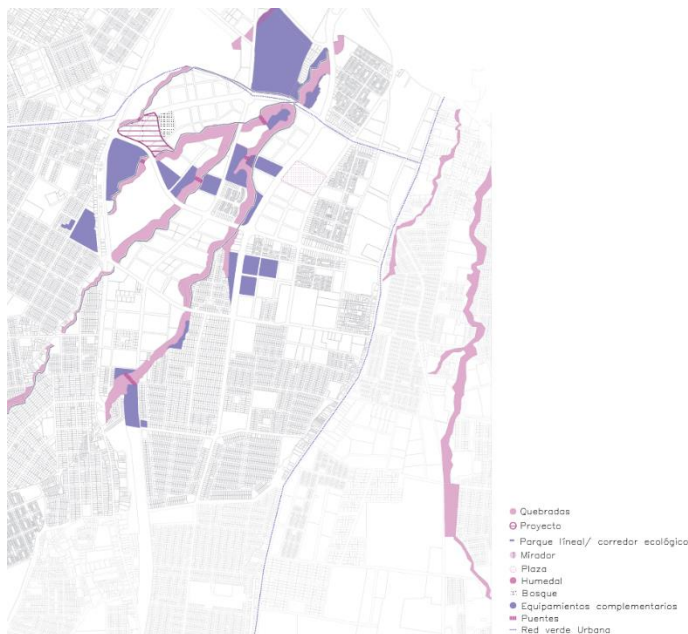 Quebradas
Proyecto
Parque lineal/ corredor ecológico
Mirador
Plaza
Humedal
Bosque
Equipamientos complementarios
Puentes
Red verde Urbana